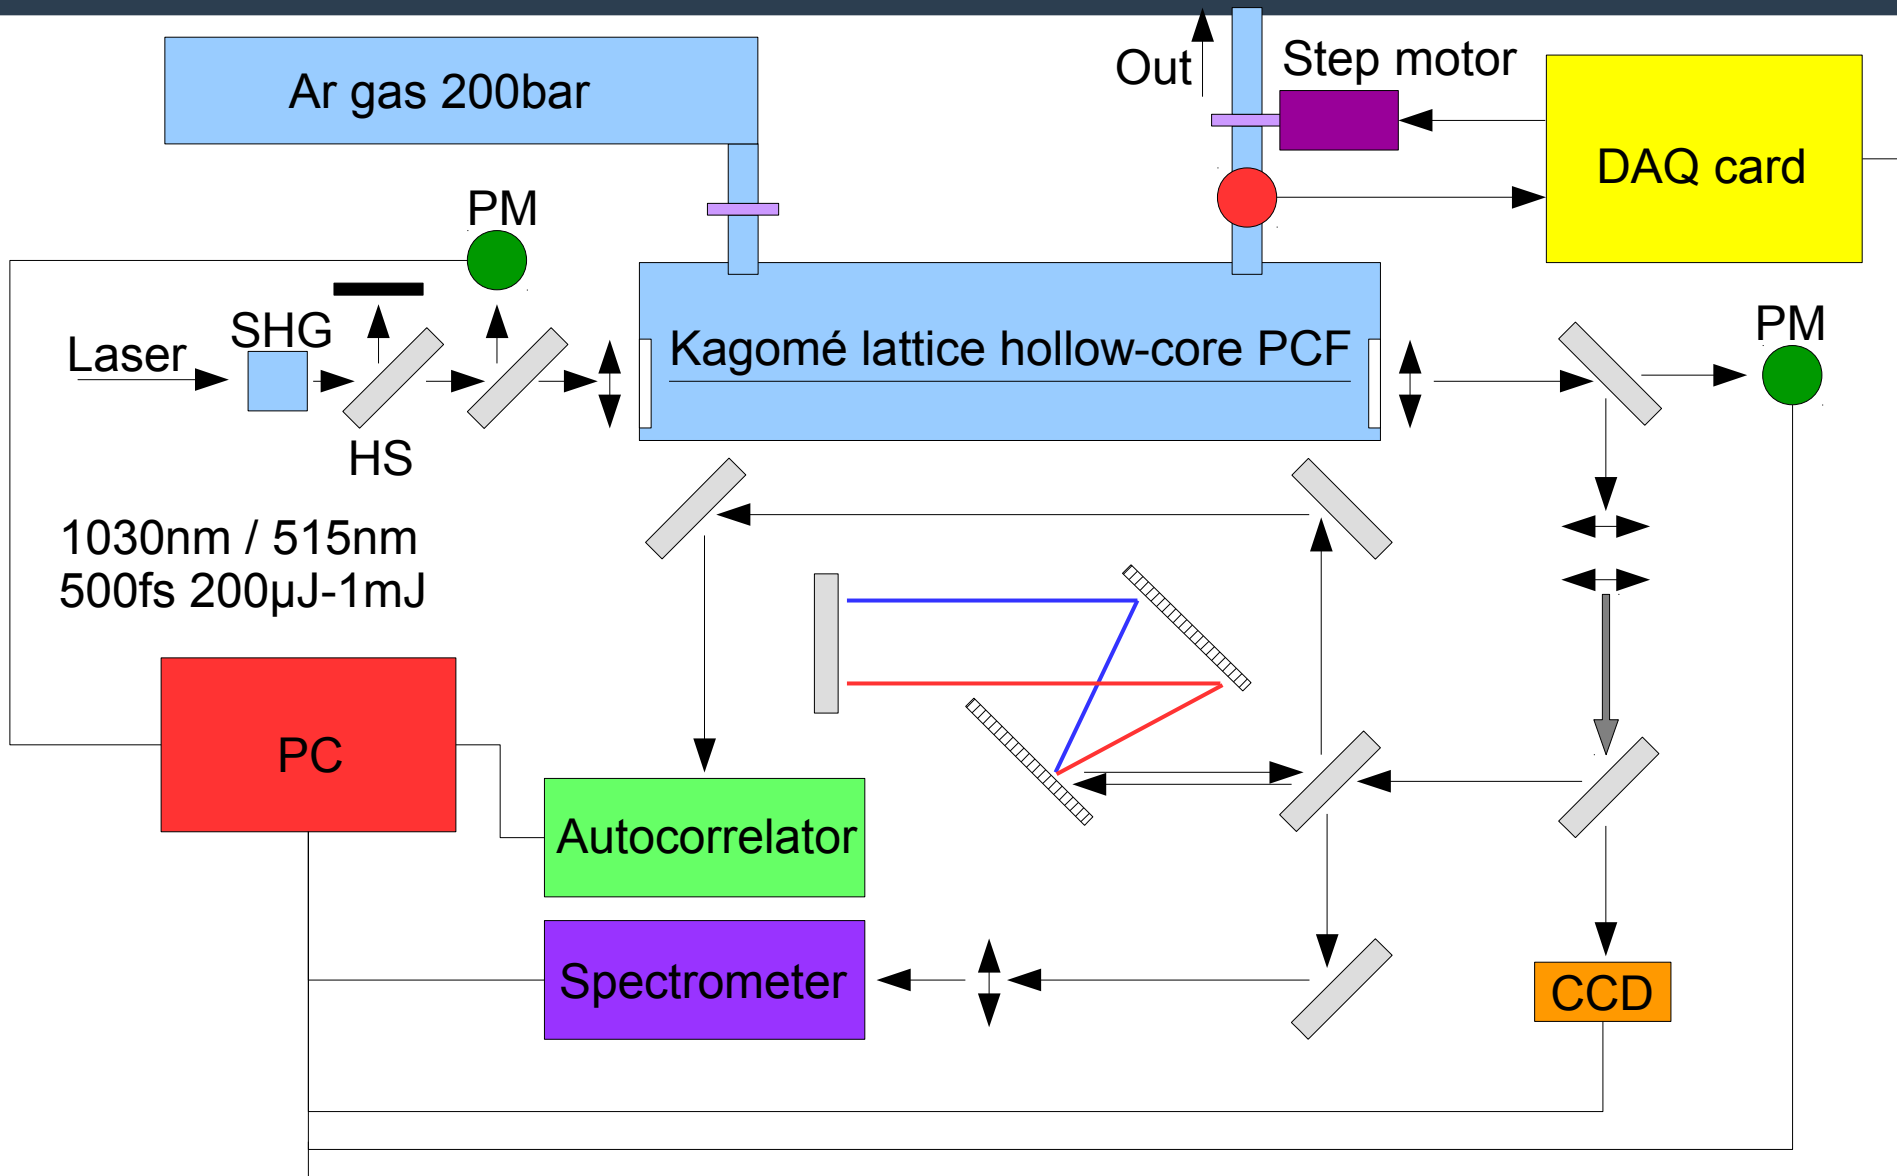 Ar gas 200bar
Out
Step motor
DAQ card
PM
SHG
Laser
Kagomé lattice hollow-core PCF
PM
HS
1030nm / 515nm
500fs 200µJ-1mJ
PC
Autocorrelator
Spectrometer
CCD